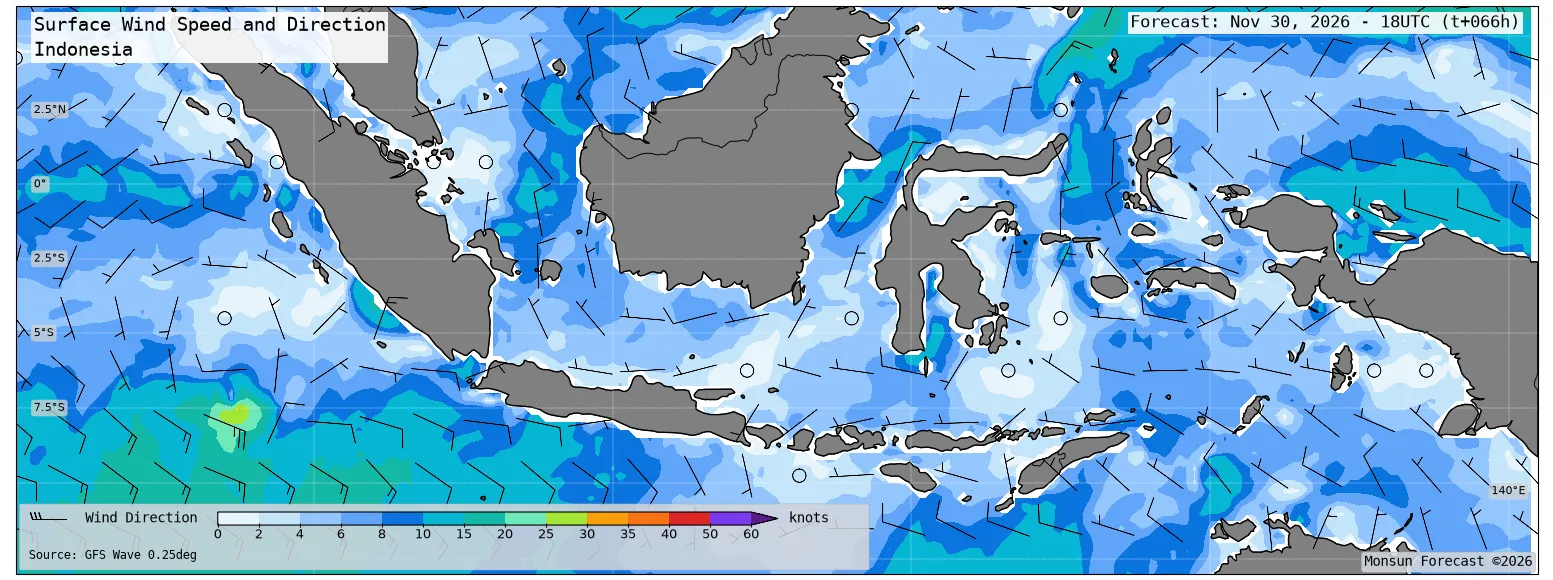 Surface Wind Speed and Direction
Indonesia
Forecast: Nov 30, 2026 - 18UTC (t+066h)
2.5°N
0°
2.5°S
5°S
7.5°S
140°E
Wind Direction
0 2 4 6 8 10 15 20 25 30 35 40 50 60
knots
Source: GFS Wave 0.25deg
Monsun Forecast ©2026